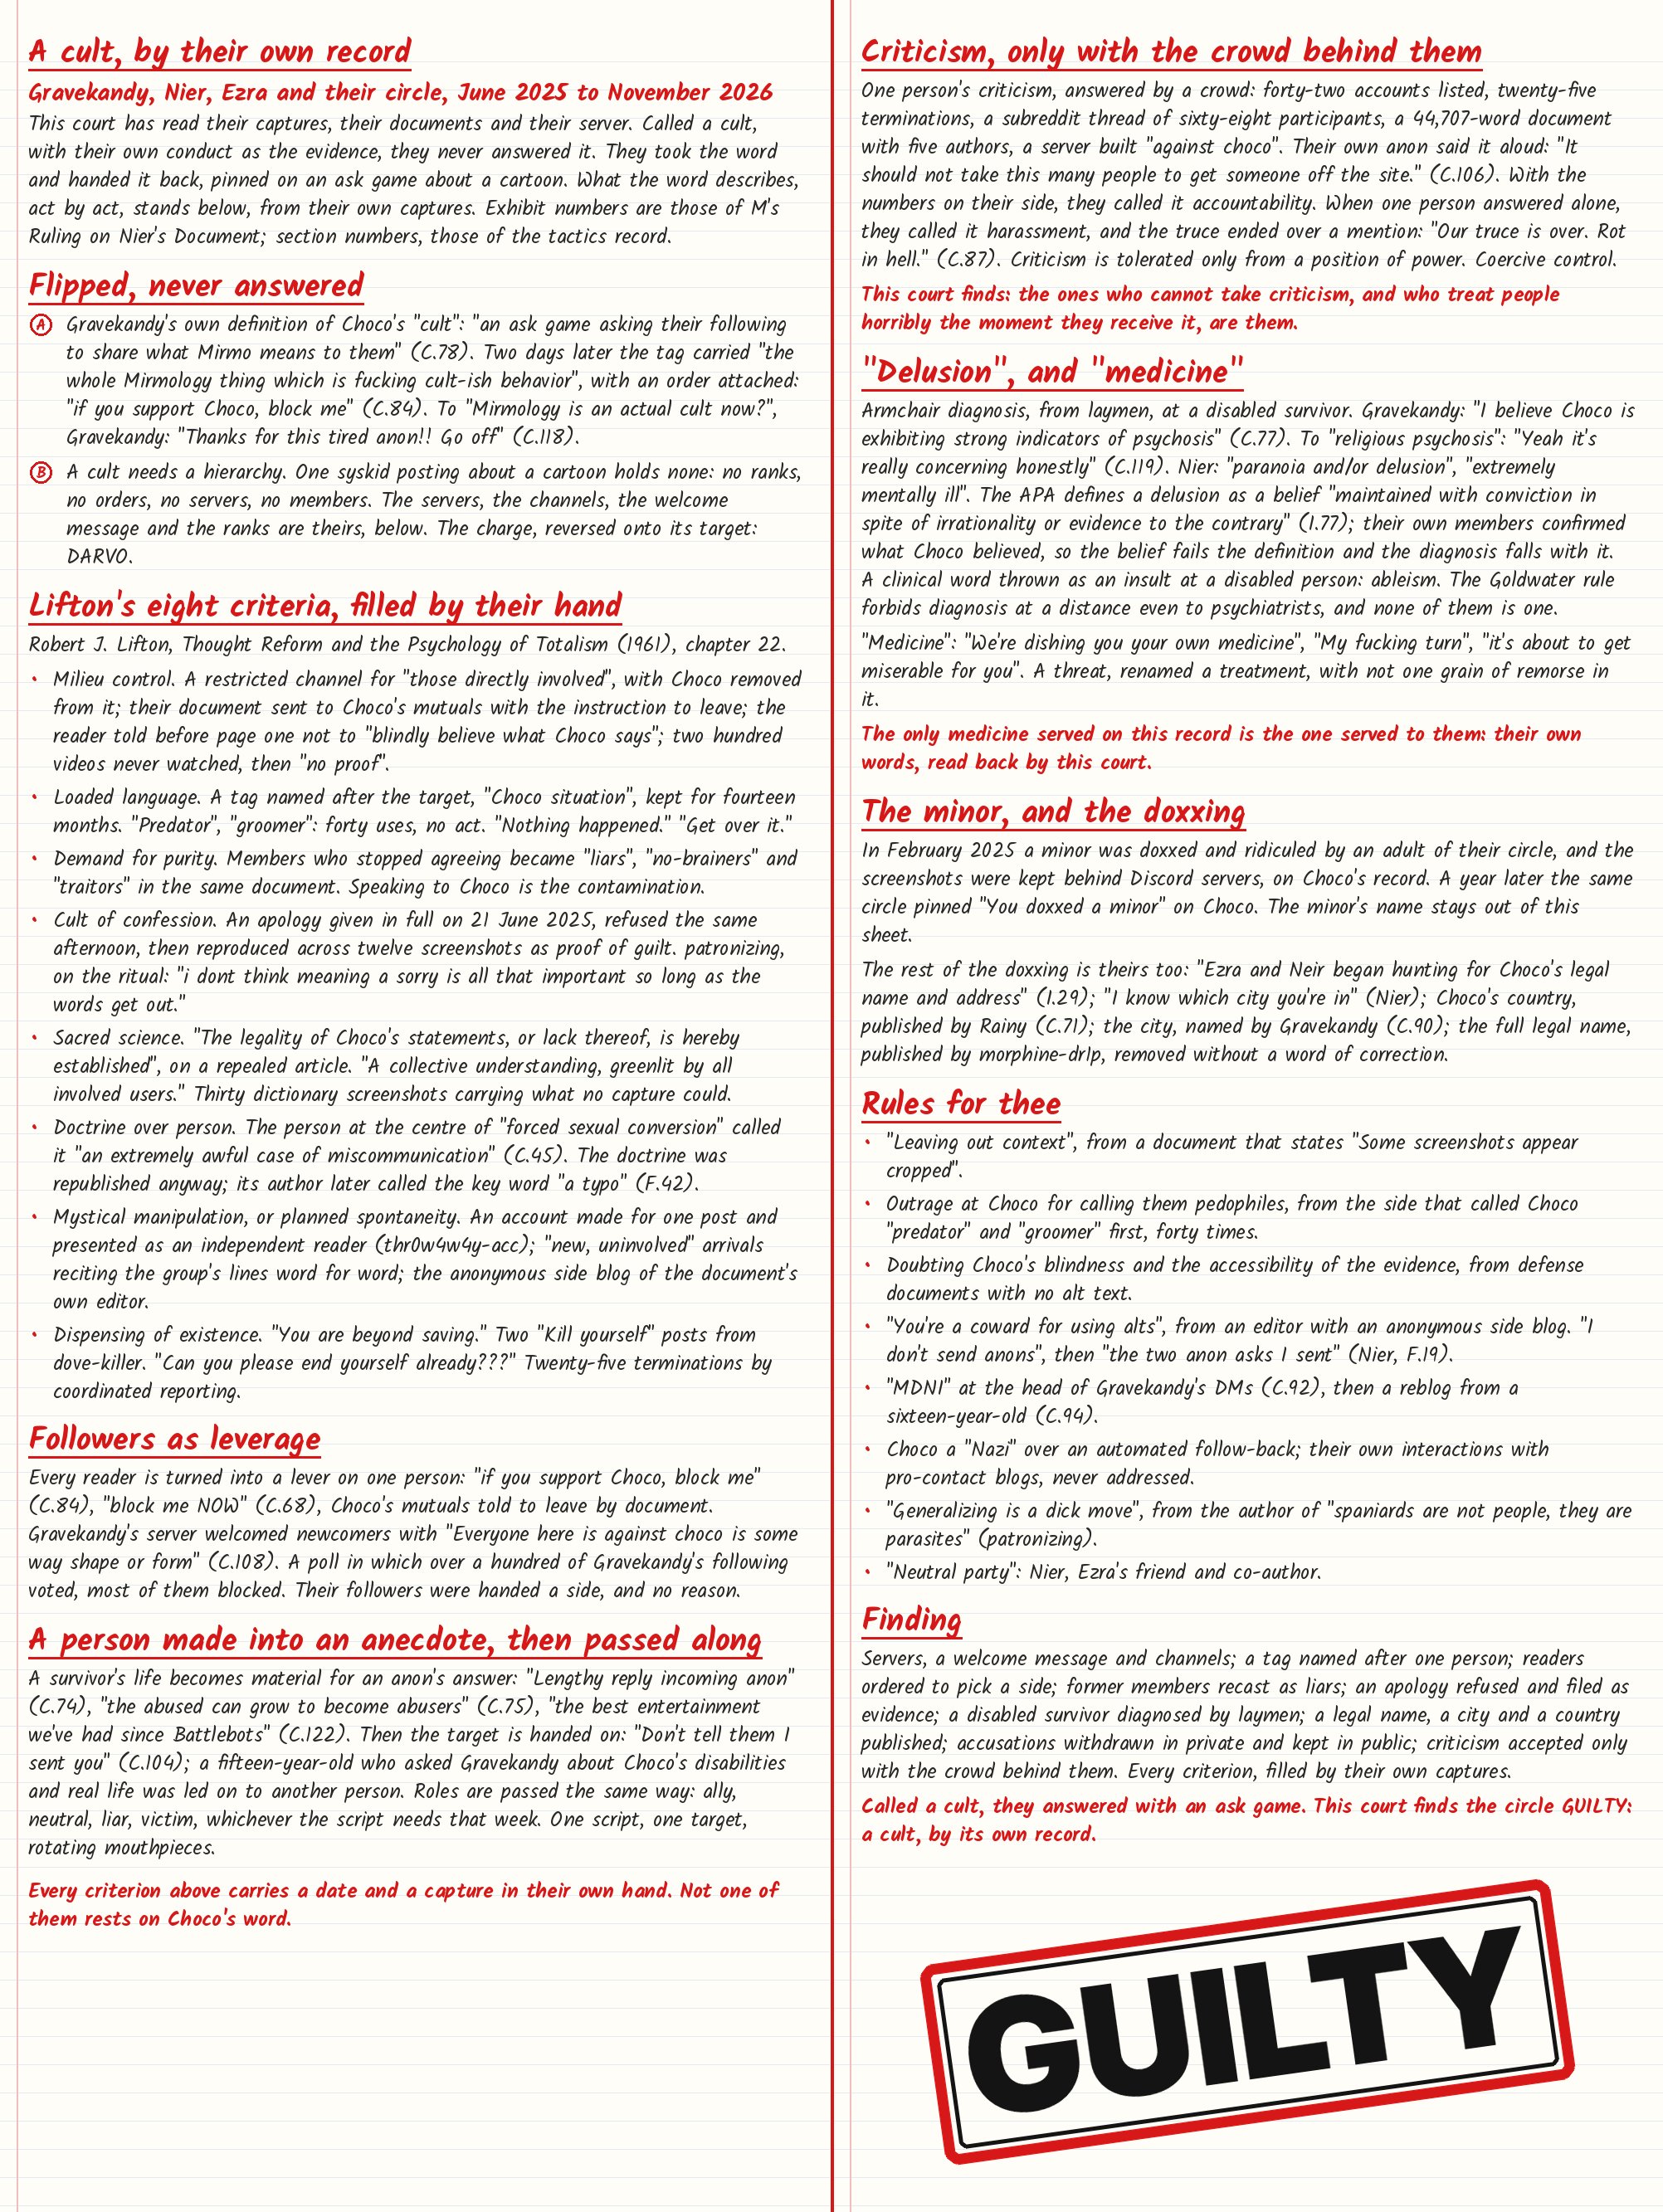 A cult, by their own record
Gravekandy, Nier, Ezra and their circle, June 2025 to November 2026
This court has read their captures, their documents and their server. Called a cult,
with their own conduct as the evidence, they never answered it. They took the word
and handed it back, pinned on an ask game about a cartoon. What the word describes,
act by act, stands below, from their own captures. Exhibit numbers are those of M's
Ruling on Nier's Document; section numbers, those of the tactics record.
Flipped, never answered
A Gravekandy's own definition of Choco's "cult": "an ask game asking their following
to share what Mirmo means to them" (C.78). Two days later the tag carried "the
whole Mirmology thing which is fucking cult-ish behavior", with an order attached:
"if you support Choco, block me" (C.84). To "Mirmology is an actual cult now?",
Gravekandy: "Thanks for this tired anon!! Go off" (C.118).
B A cult needs a hierarchy. One syskid posting about a cartoon holds none: no ranks,
no orders, no servers, no members. The servers, the channels, the welcome
message and the ranks are theirs, below. The charge, reversed onto its target:
DARVO.
Lifton's eight criteria, filled by their hand
Robert J. Lifton, Thought Reform and the Psychology of Totalism (1961), chapter 22.
• Milieu control. A restricted channel for "those directly involved", with Choco removed
from it; their document sent to Choco's mutuals with the instruction to leave; the
reader told before page one not to "blindly believe what Choco says"; two hundred
videos never watched, then "no proof".
• Loaded language. A tag named after the target, "Choco situation", kept for fourteen
months. "Predator", "groomer": forty uses, no act. "Nothing happened." "Get over it."
• Demand for purity. Members who stopped agreeing became "liars", "no-brainers" and
"traitors" in the same document. Speaking to Choco is the contamination.
• Cult of confession. An apology given in full on 21 June 2025, refused the same
afternoon, then reproduced across twelve screenshots as proof of guilt. patronizing,
on the ritual: "i dont think meaning a sorry is all that important so long as the
words get out."
• Sacred science. "The legality of Choco's statements, or lack thereof, is hereby
established", on a repealed article. "A collective understanding, greenlit by all
involved users." Thirty dictionary screenshots carrying what no capture could.
• Doctrine over person. The person at the centre of "forced sexual conversion" called
it "an extremely awful case of miscommunication" (C.45). The doctrine was
republished anyway; its author later called the key word "a typo" (F.42).
• Mystical manipulation, or planned spontaneity. An account made for one post and
presented as an independent reader (thr0w4w4y-acc); "new, uninvolved" arrivals
reciting the group's lines word for word; the anonymous side blog of the document's
own editor.
• Dispensing of existence. "You are beyond saving." Two "Kill yourself" posts from
dove-killer. "Can you please end yourself already???" Twenty-five terminations by
coordinated reporting.
Followers as leverage
Every reader is turned into a lever on one person: "if you support Choco, block me"
(C.84), "block me NOW" (C.68), Choco's mutuals told to leave by document.
Gravekandy's server welcomed newcomers with "Everyone here is against choco is some
way shape or form" (C.108). A poll in which over a hundred of Gravekandy's following
voted, most of them blocked. Their followers were handed a side, and no reason.
A person made into an anecdote, then passed along
A survivor's life becomes material for an anon's answer: "Lengthy reply incoming anon"
(C.74), "the abused can grow to become abusers" (C.75), "the best entertainment
we've had since Battlebots" (C.122). Then the target is handed on: "Don't tell them I
sent you" (C.104); a fifteen-year-old who asked Gravekandy about Choco's disabilities
and real life was led on to another person. Roles are passed the same way: ally,
neutral, liar, victim, whichever the script needs that week. One script, one target,
rotating mouthpieces.
Every criterion above carries a date and a capture in their own hand. Not one of
them rests on Choco's word.
Criticism, only with the crowd behind them
One person's criticism, answered by a crowd: forty-two accounts listed, twenty-five
terminations, a subreddit thread of sixty-eight participants, a 44,707-word document
with five authors, a server built "against choco". Their own anon said it aloud: "It
should not take this many people to get someone off the site." (C.106). With the
numbers on their side, they called it accountability. When one person answered alone,
they called it harassment, and the truce ended over a mention: "Our truce is over. Rot
in hell." (C.87). Criticism is tolerated only from a position of power. Coercive control.
This court finds: the ones who cannot take criticism, and who treat people
horribly the moment they receive it, are them.
"Delusion", and "medicine"
Armchair diagnosis, from laymen, at a disabled survivor. Gravekandy: "I believe Choco is
exhibiting strong indicators of psychosis" (C.77). To "religious psychosis": "Yeah it's
really concerning honestly" (C.119). Nier: "paranoia and/or delusion", "extremely
mentally ill". The APA defines a delusion as a belief "maintained with conviction in
spite of irrationality or evidence to the contrary" (I.77); their own members confirmed
what Choco believed, so the belief fails the definition and the diagnosis falls with it.
A clinical word thrown as an insult at a disabled person: ableism. The Goldwater rule
forbids diagnosis at a distance even to psychiatrists, and none of them is one.
"Medicine": "We're dishing you your own medicine", "My fucking turn", "it's about to get
miserable for you". A threat, renamed a treatment, with not one grain of remorse in
it.
The only medicine served on this record is the one served to them: their own
words, read back by this court.
The minor, and the doxxing
In February 2025 a minor was doxxed and ridiculed by an adult of their circle, and the
screenshots were kept behind Discord servers, on Choco's record. A year later the same
circle pinned "You doxxed a minor" on Choco. The minor's name stays out of this
sheet.
The rest of the doxxing is theirs too: "Ezra and Neir began hunting for Choco's legal
name and address" (I.29); "I know which city you're in" (Nier); Choco's country,
published by Rainy (C.71); the city, named by Gravekandy (C.90); the full legal name,
published by morphine-dr1p, removed without a word of correction.
Rules for thee
• "Leaving out context", from a document that states "Some screenshots appear
cropped".
• Outrage at Choco for calling them pedophiles, from the side that called Choco
"predator" and "groomer" first, forty times.
• Doubting Choco's blindness and the accessibility of the evidence, from defense
documents with no alt text.
• "You're a coward for using alts", from an editor with an anonymous side blog. "I
don't send anons", then "the two anon asks I sent" (Nier, F.19).
• "MDNI" at the head of Gravekandy's DMs (C.92), then a reblog from a
sixteen-year-old (C.94).
• Choco a "Nazi" over an automated follow-back; their own interactions with
pro-contact blogs, never addressed.
• "Generalizing is a dick move", from the author of "spaniards are not people, they are
parasites" (patronizing).
• "Neutral party": Nier, Ezra's friend and co-author.
Finding
Servers, a welcome message and channels; a tag named after one person; readers
ordered to pick a side; former members recast as liars; an apology refused and filed as
evidence; a disabled survivor diagnosed by laymen; a legal name, a city and a country
published; accusations withdrawn in private and kept in public; criticism accepted only
with the crowd behind them. Every criterion, filled by their own captures.
Called a cult, they answered with an ask game. This court finds the circle GUILTY:
a cult, by its own record.
GUILTY